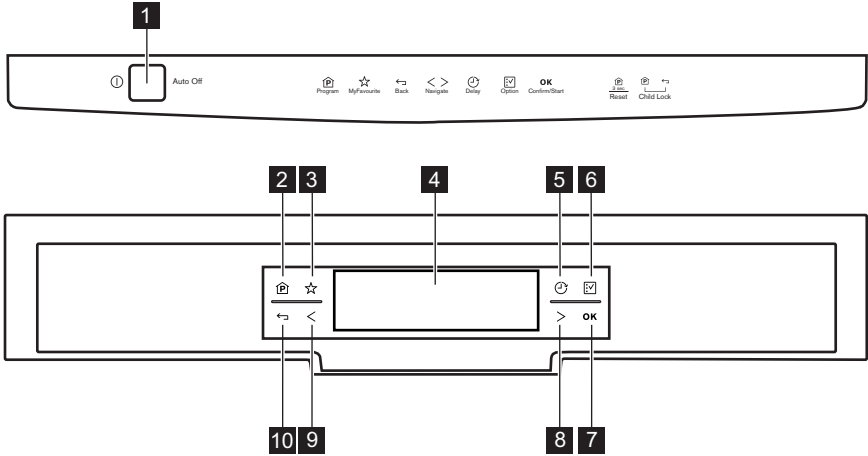 1
Auto Off
P Program
MyFavourite
Back
< > Navigate
Delay
Option
OK Confirm/Start
P 3 sec Reset
P Child Lock
2 3 4 5 6
P
< > OK
10 9 8 7